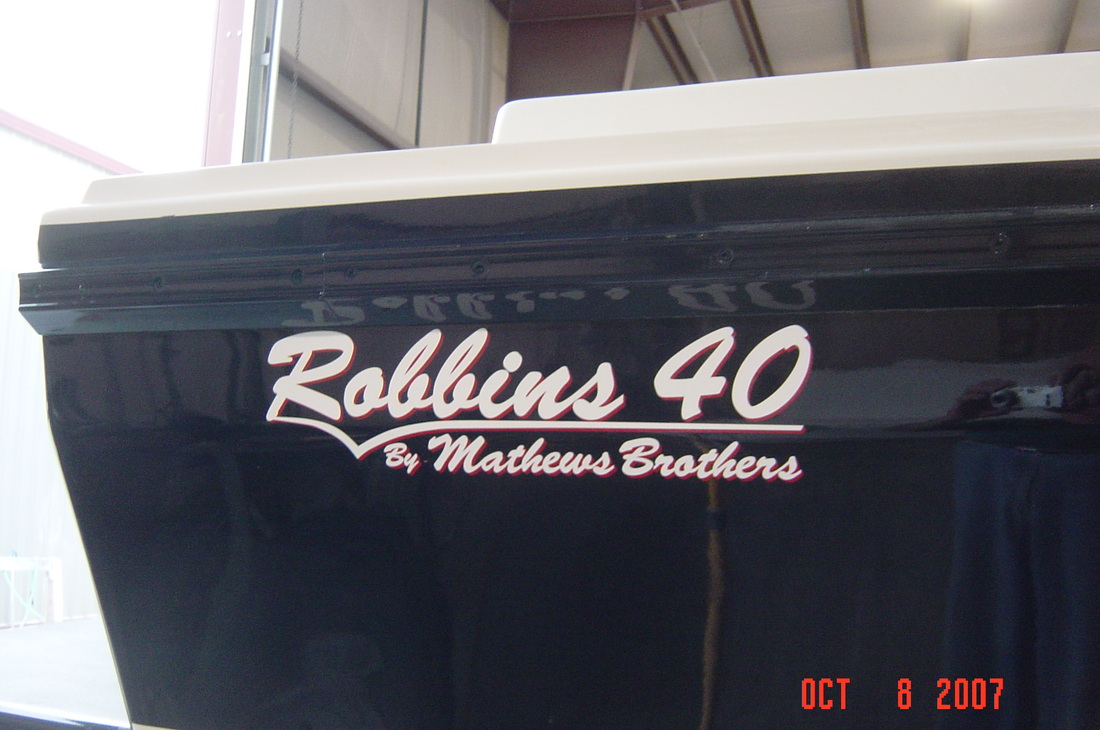 Robbins 40
By Mathews Brothers
OCT 8 2007